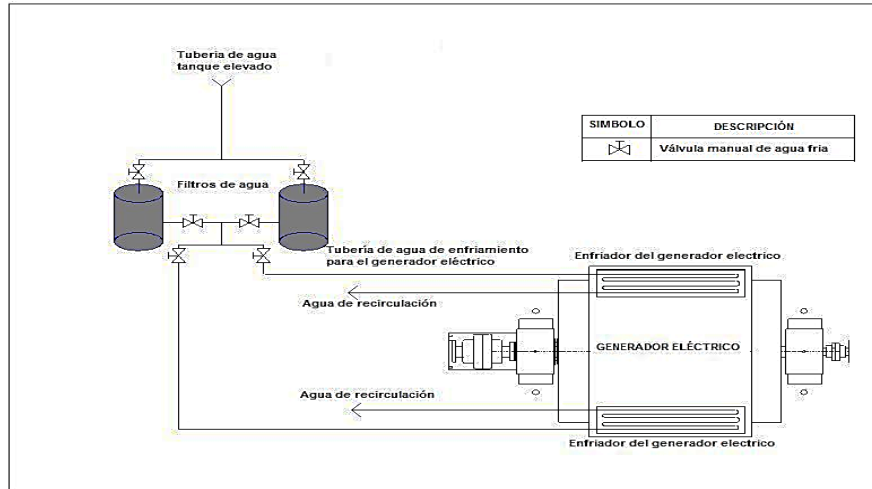 Tuberia de agua
tanque elevado
SIMBOLO
DESCRIPCIÓN
Válvula manual de agua fria
Filtros de agua
Tubería de agua de enfriamiento
para el generador eléctrico
Enfriador del generador electrico
Agua de recirculación
GENERADOR ELÉCTRICO
Agua de recirculación
Enfriador del generador electrico